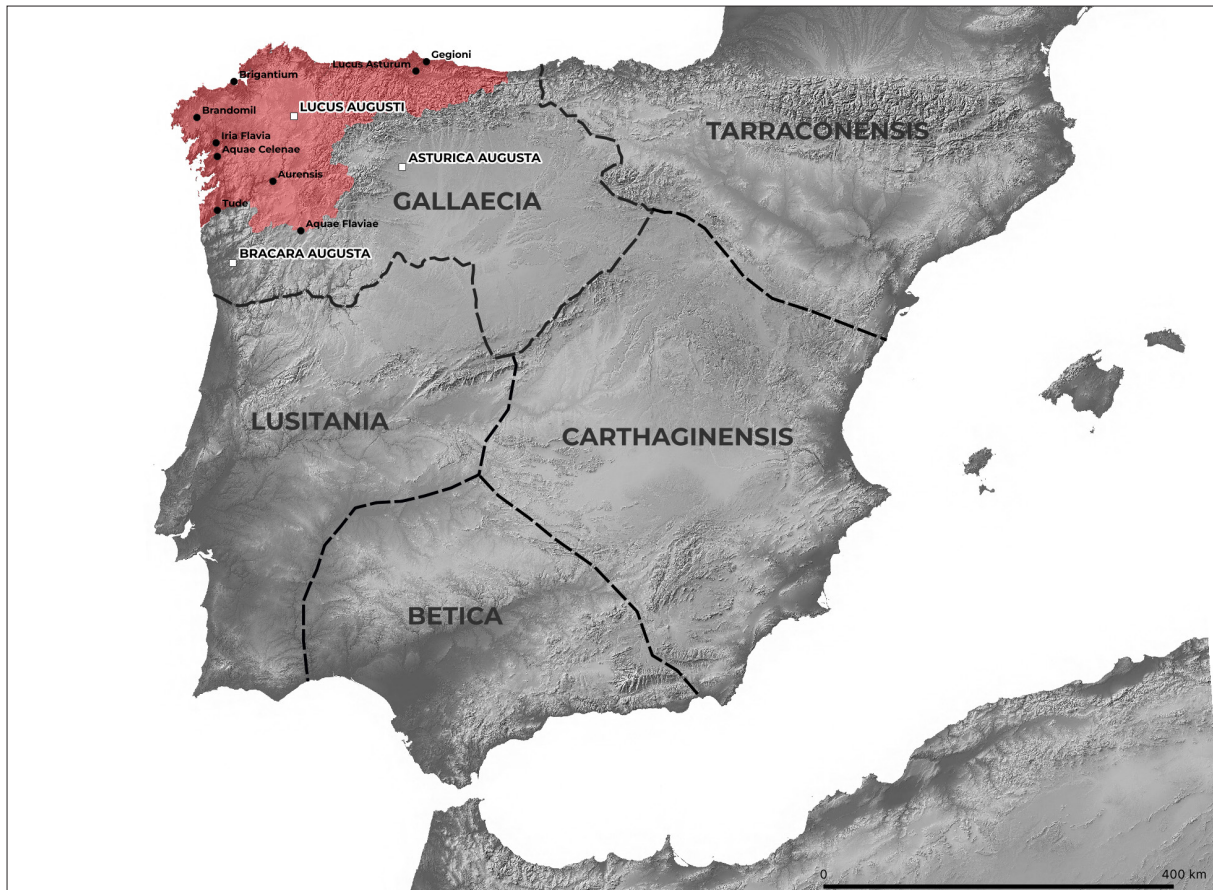 Gegioni
Lucus Asturum
Brigantium
LUCUS AUGUSTI
Brandomil
TARRACONENSIS
Iria Flavia
Aquae Celenae
ASTURICA AUGUSTA
Aurensis
GALLAECIA
Tude
Aquae Flaviae
BRACARA AUGUSTA
LUSITANIA
CARTHAGINENSIS
BETICA
0 400 km